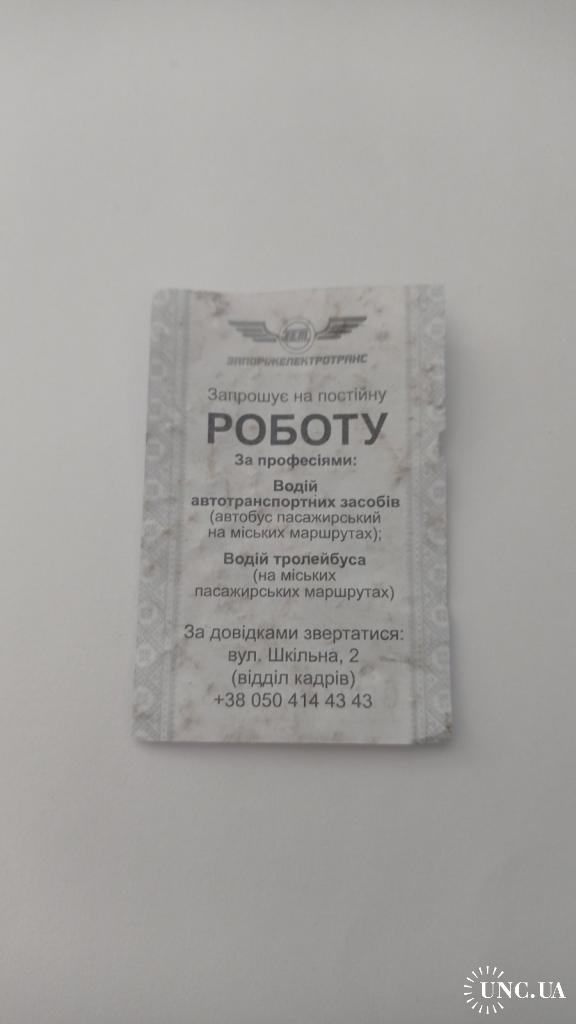 ЗЕТ
ЗАПОРІЖЕЛЕКТРОТРАНС
Запрошує на постійну
РОБОТУ
За професіями:
Водій
автотранспортних засобів
(автобус пасажирський
на міських маршрутах);
Водій тролейбуса
(на міських
пасажирських маршрутах)
За довідками звертатися:
вул. Шкільна, 2
(відділ кадрів)
+38 050 414 43 43
UNC.UA